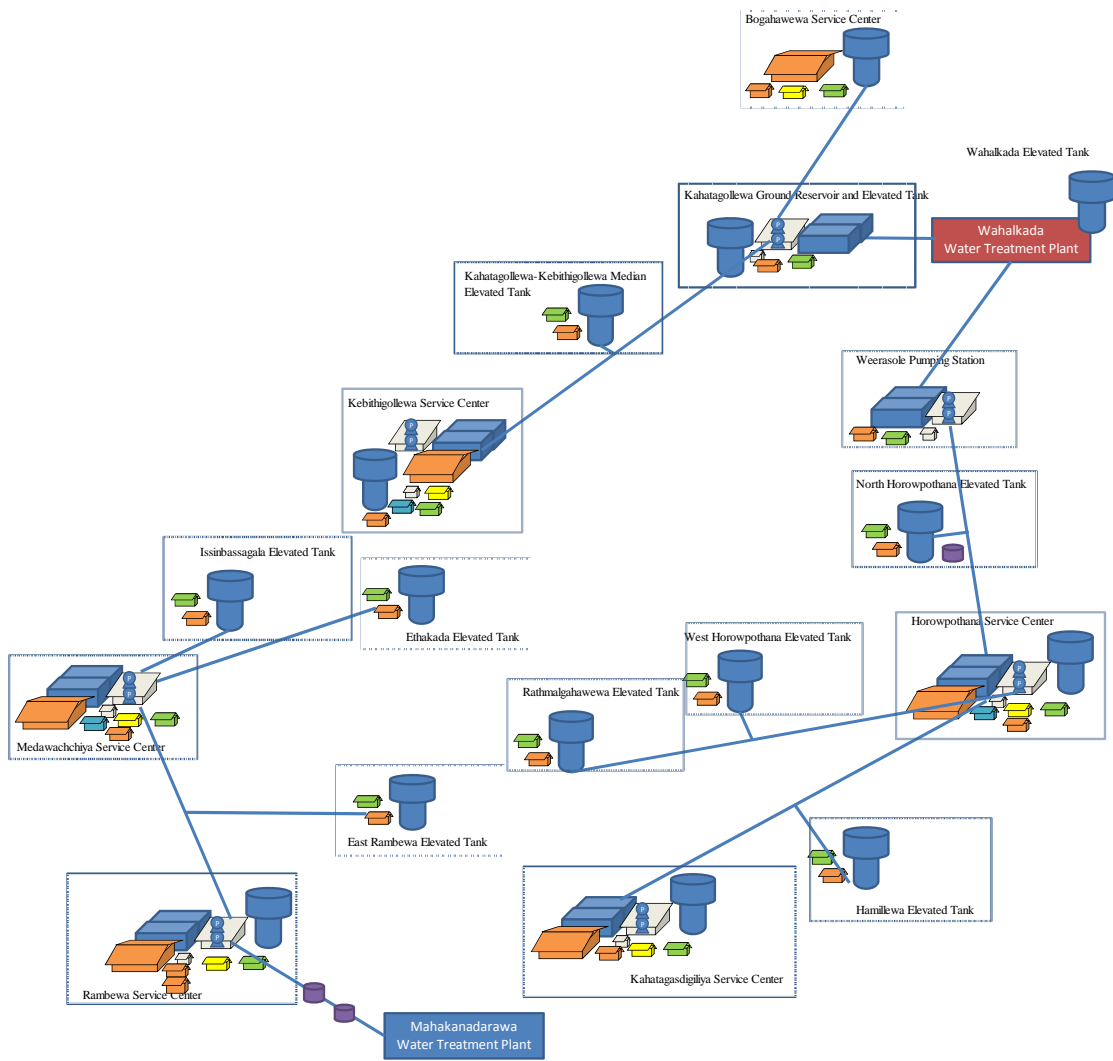 Bogahawewa Service Center
Wahalkada Elevated Tank
Kahatagollewa Ground Reservoir and Elevated Tank
P
P
Wahalkada
Water Treatment Plant
Kahatagollewa-Kebithigollewa Median
Elevated Tank
Weerasole Pumping Station
P
P
Kebithigollewa Service Center
P
P
North Horowpothana Elevated Tank
Issinbassagala Elevated Tank
Ethakada Elevated Tank
West Horowpothana Elevated Tank
Horowpothana Service Center
P
P
Rathmalgahawewa Elevated Tank
P
P
Medawachchiya Service Center
East Rambewa Elevated Tank
Hamillewa Elevated Tank
P
P
Rambewa Service Center
P
P
Kahatagasdigiliya Service Center
Mahakanadarawa
Water Treatment Plant